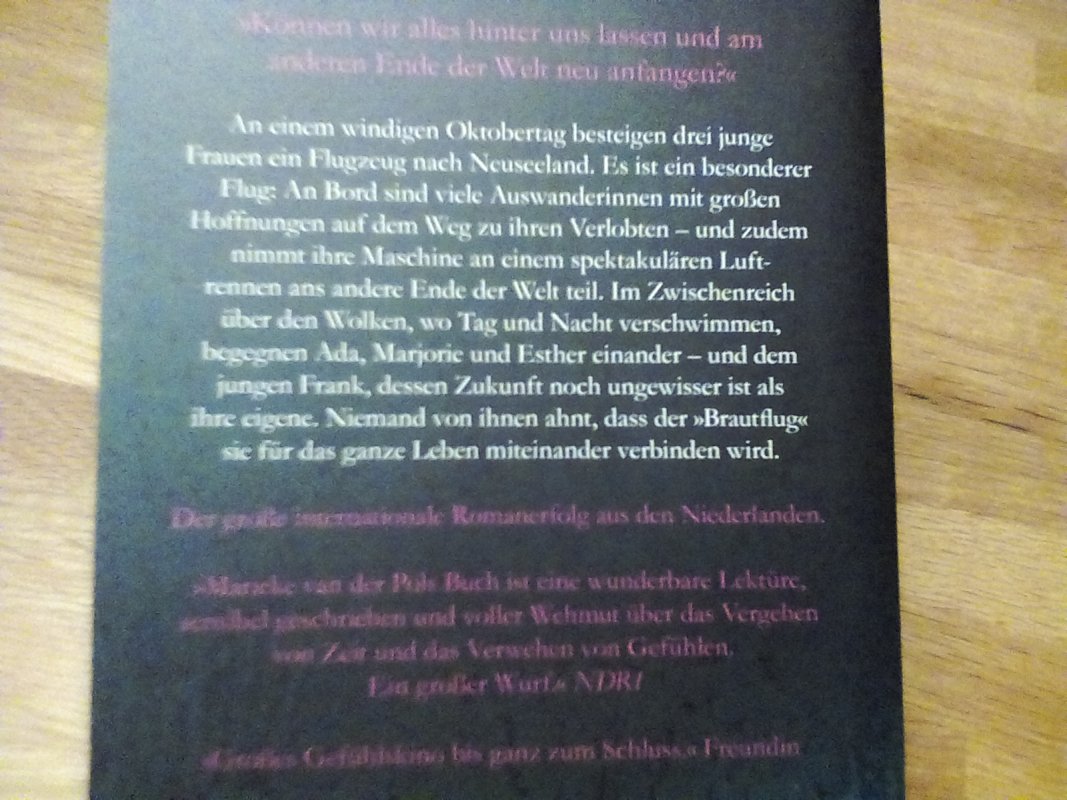 »Können wir alles hinter uns lassen und am
anderen Ende der Welt neu anfangen?«
An einem windigen Oktobertag besteigen drei junge
Frauen ein Flugzeug nach Neuseeland. Es ist ein besonderer
Flug: An Bord sind viele Auswanderinnen mit großen
Hoffnungen auf dem Weg zu ihren Verlobten – und zudem
nimmt ihre Maschine an einem spektakulären Luft-
rennen ans andere Ende der Welt teil. Im Zwischenreich
über den Wolken, wo Tag und Nacht verschwimmen,
begegnen Ada, Marjorie und Esther einander – und dem
jungen Frank, dessen Zukunft noch ungewisser ist als
ihre eigene. Niemand von ihnen ahnt, dass der »Brautflug«
sie für das ganze Leben miteinander verbinden wird.
Der große internationale Romanerfolg aus den Niederlanden.
»Marieke van der Pols Buch ist eine wunderbare Lektüre,
sensibel geschrieben und voller Wehmut über das Vergehen
von Zeit und das Verwehen von Gefühlen.
Ein großer Wurf.« NDR1
»Großes Gefühlskino bis ganz zum Schluss.« Freundin